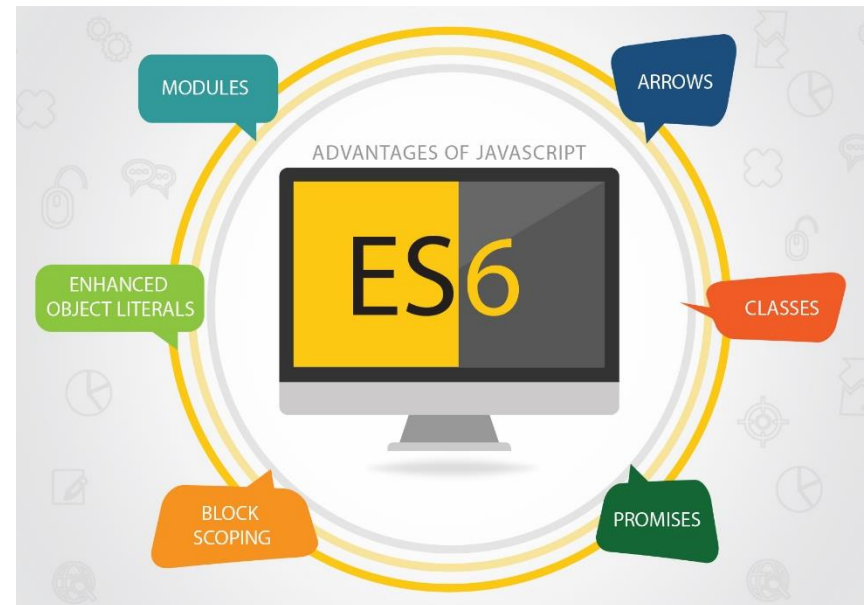 MODULES
ARROWS
ADVANTAGES OF JAVASCRIPT
ES6
ENHANCED
OBJECT LITERALS
CLASSES
BLOCK
SCOPING
PROMISES